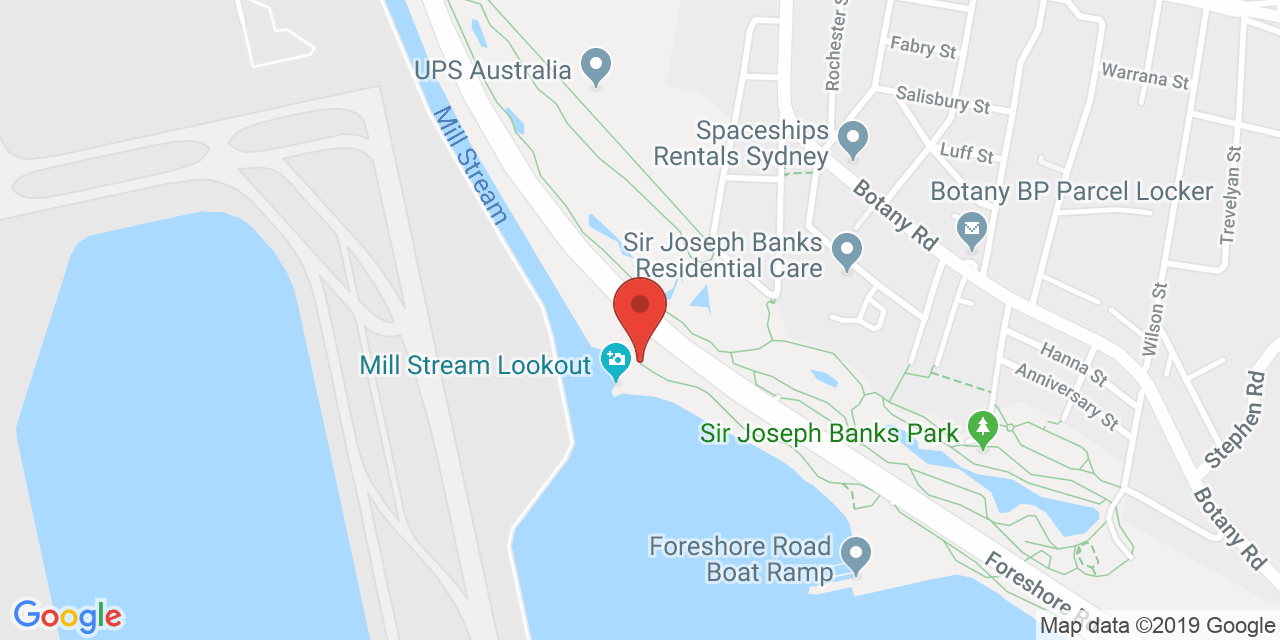 Rochester S
Fabry St
UPS Australia
Warrana St
Salisbury St
Mill Stream
Spaceships
Rentals Sydney
Luff St
Trevelyan St
Botany Rd
Botany BP Parcel Locker
Sir Joseph Banks
Residential Care
Wilson St
Mill Stream Lookout
Hanna St
Anniversary St
Stephen Rd
Sir Joseph Banks Park
Botany Rd
Foreshore Road
Boat Ramp
Foreshore R
Google
Map data ©2019 Google